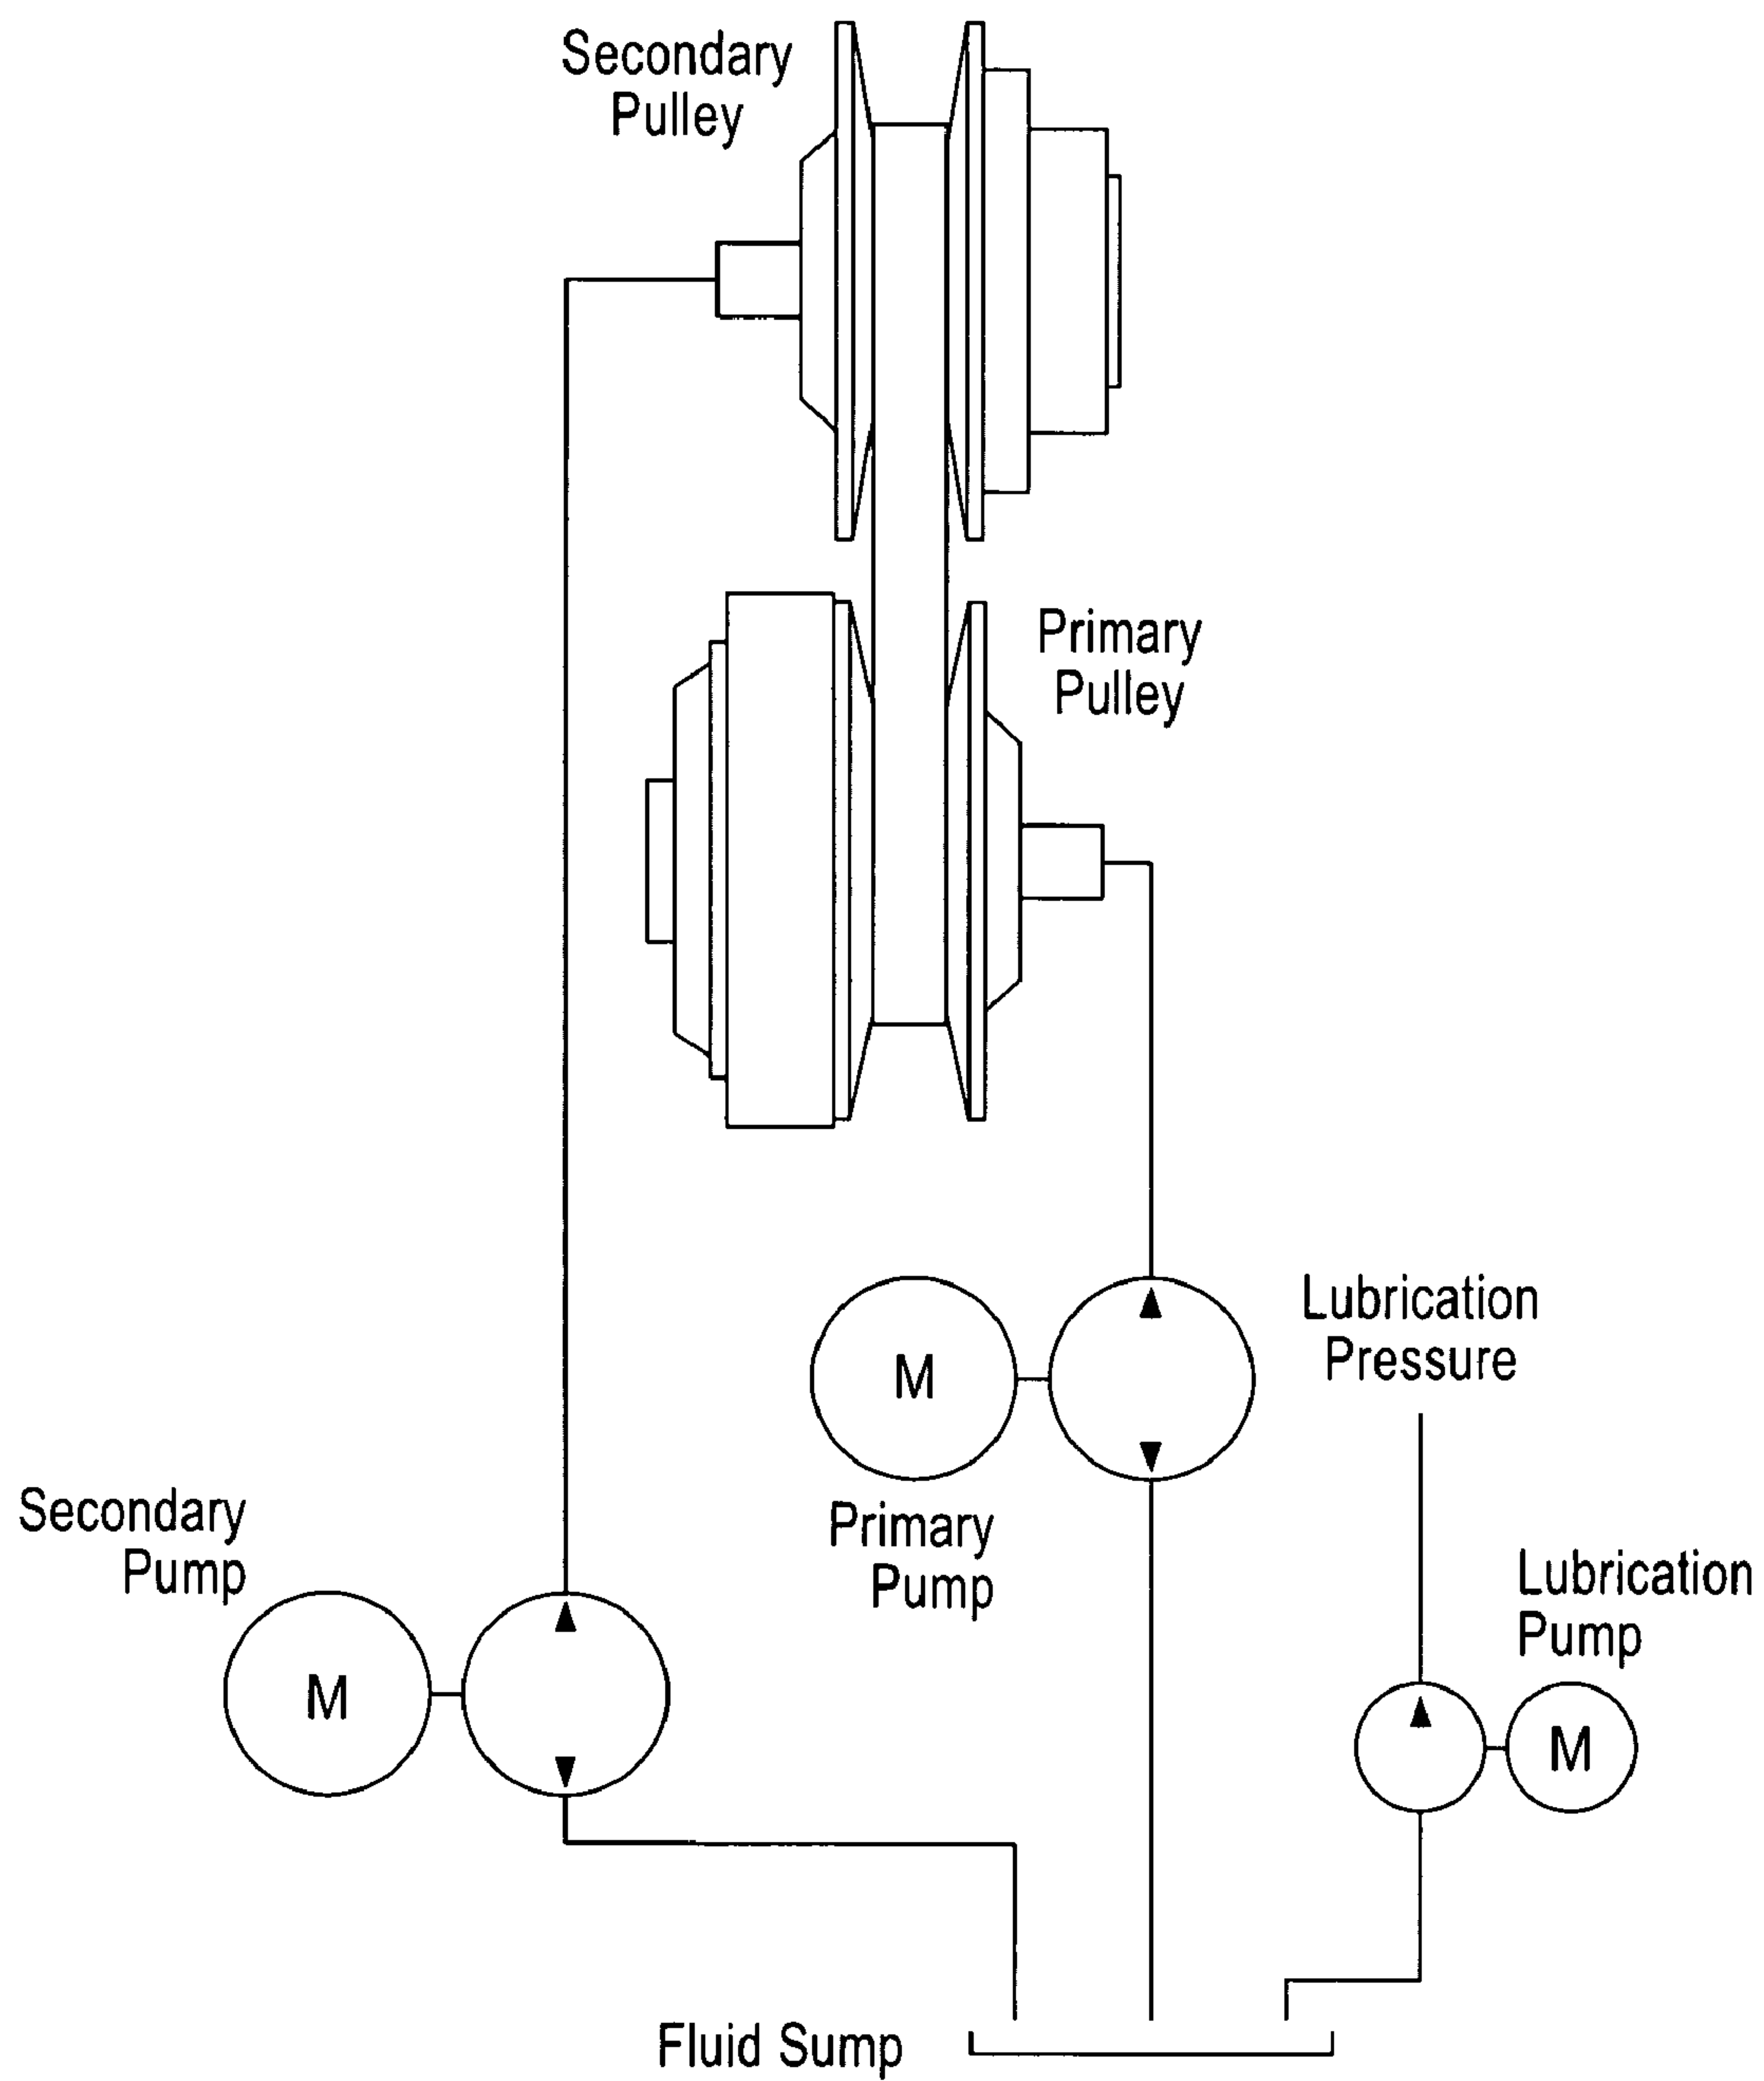 Secondary
Pulley
Primary
Pulley
Lubrication
Pressure
M
Secondary
Pump
Primary
Pump
Lubrication
Pump
M
M
Fluid Sump